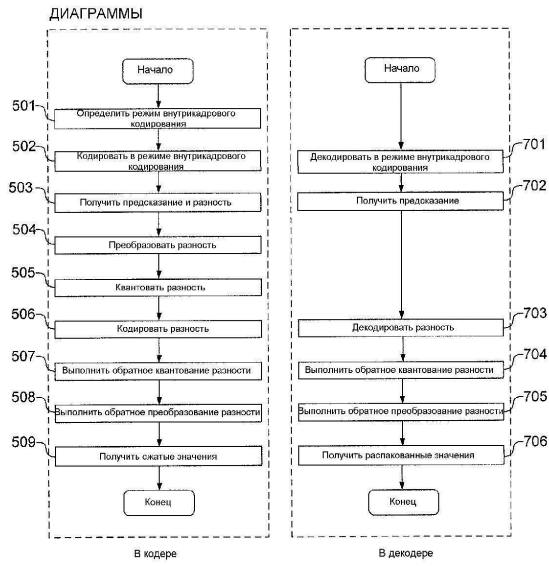 ДИАГРАММЫ
Начало
501
Определить режим внутрикадрового
кодирования
502
Кодировать в режиме внутрикадрового
кодирования
503
Получить предсказание и разность
504
Преобразовать разность
505
Квантовать разность
506
Кодировать разность
507
Выполнить обратное квантование разности
508
Выполнить обратное преобразование разности
509
Получить сжатые значения
Конец
В кодере
Начало
701
Декодировать в режиме внутрикадрового
кодирования
702
Получить предсказание
703
Декодировать разность
704
Выполнить обратное квантование разности
705
Выполнить обратное преобразование разности
706
Получить распакованные значения
Конец
В декодере